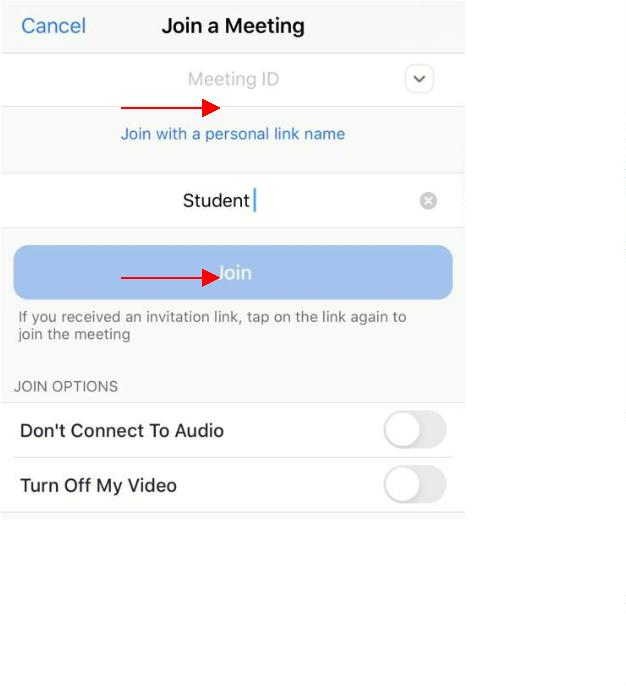 Cancel
Join a Meeting
Meeting ID
Join with a personal link name
Student
Join
If you received an invitation link, tap on the link again to
join the meeting
JOIN OPTIONS
Don't Connect To Audio
Turn Off My Video